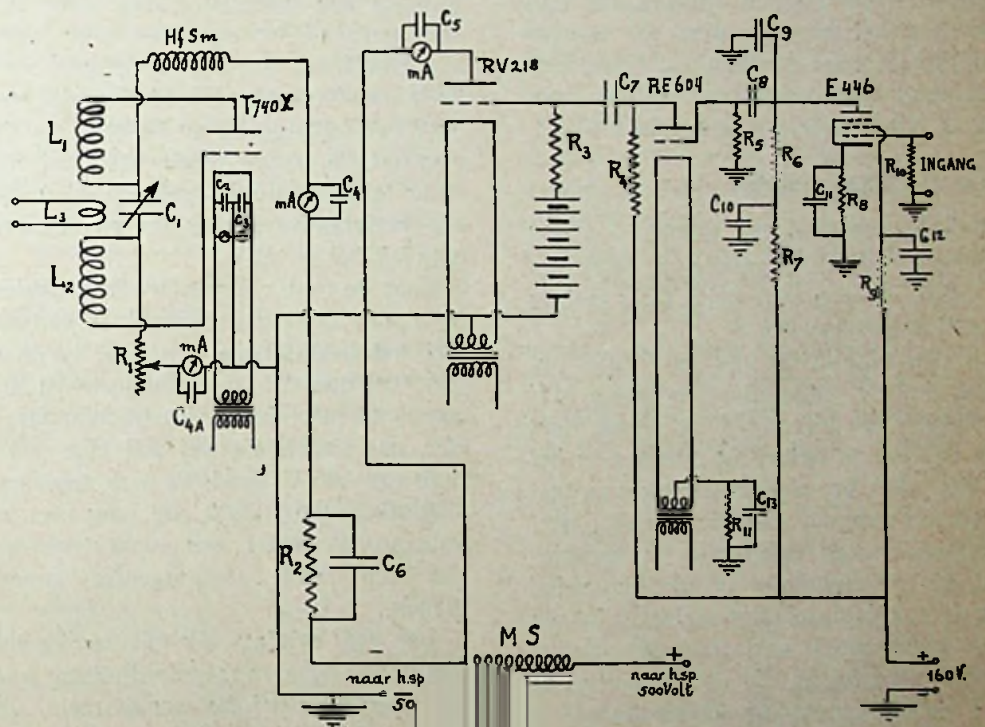 HfSm
C5
mA
RV218
C9
C7
RE604
C8
E446
T740X
L1
L3
C1
L2
C2
C3
mA
C4
R3
R4
R5
R6
R10
INGANG
C11
R8
C10
R7
C12
R9
R1
mA
C4A
R2
C6
R11
C13
MS
naar h.sp
50
+
naar h.sp.
500Volt
+
160V.